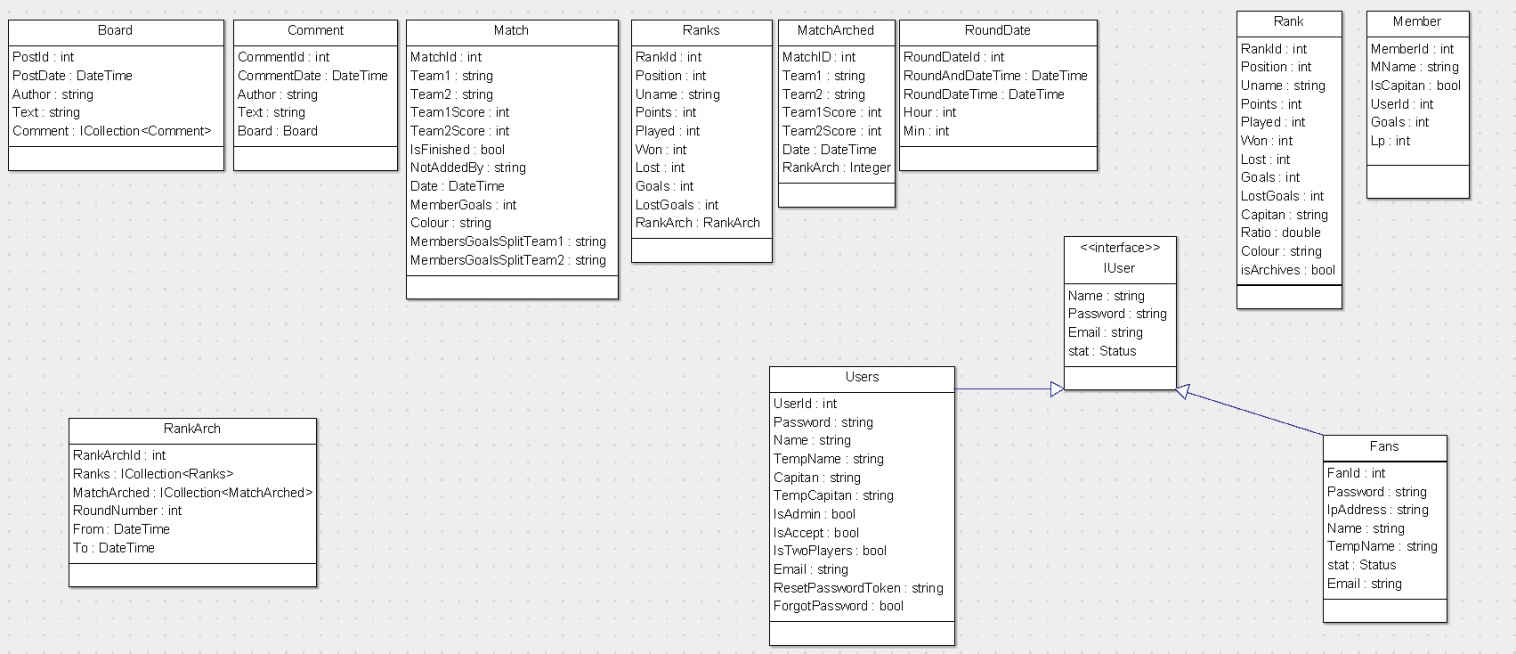 Board
PostId : int
PostDate : DateTime
Author : string
Text : string
Comment : ICollection<Comment>
Comment
CommentId : int
CommentDate : DateTime
Author : string
Text : string
Board : Board
Match
MatchId : int
Team1 : string
Team2 : string
Team1Score : int
Team2Score : int
IsFinished : bool
NotAddedBy : string
Date : DateTime
MemberGoals : int
Colour : string
MembersGoalsSplitTeam1 : string
MembersGoalsSplitTeam2 : string
Ranks
RankId : int
Position : int
Uname : string
Points : int
Played : int
Won : int
Lost : int
Goals : int
LostGoals : int
RankArch : RankArch
MatchArched
MatchID : int
Team1 : string
Team2 : string
Team1Score : int
Team2Score : int
Date : DateTime
RankArch : Integer
RoundDate
RoundDateId : int
RoundAndDateTime : DateTime
RoundDateTime : DateTime
Hour : int
Min : int
Rank
RankId : int
Position : int
Uname : string
Points : int
Played : int
Won : int
Lost : int
Goals : int
LostGoals : int
Capitan : string
Ratio : double
Colour : string
isArchives : bool
Member
MemberId : int
MName : string
IsCapitan : bool
UserId : int
Goals : int
Lp : int
<<interface>>
IUser
Name : string
Password : string
Email : string
stat : Status
Users
UserId : int
Password : string
Name : string
TempName : string
Capitan : string
TempCapitan : string
IsAdmin : bool
IsAccept : bool
IsTwoPlayers : bool
Email : string
ResetPasswordToken : string
ForgotPassword : bool
RankArch
RankArchId : int
Ranks : ICollection<Ranks>
MatchArched : ICollection<MatchArched>
RoundNumber : int
From : DateTime
To : DateTime
Fans
FanId : int
Password : string
IpAddress : string
Name : string
TempName : string
stat : Status
Email : string